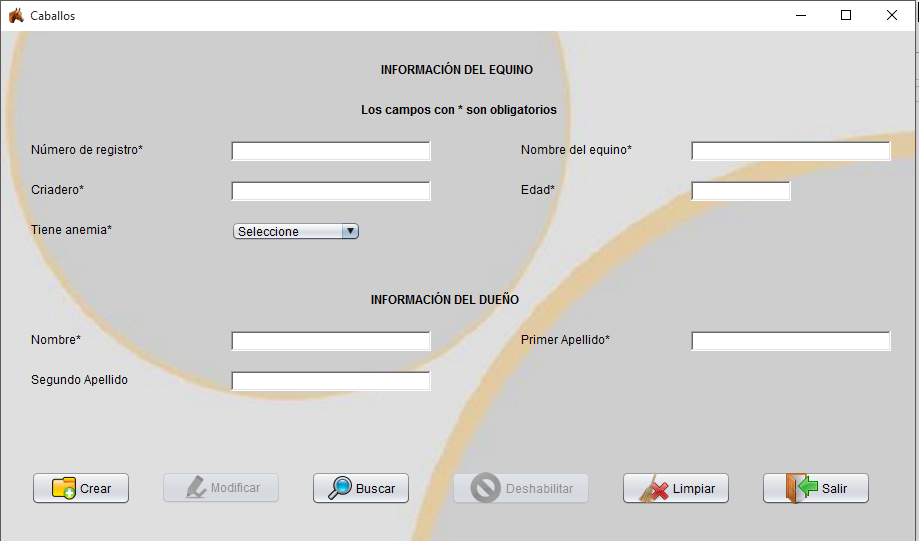 Caballos
INFORMACIÓN DEL EQUINO
Los campos con * son obligatorios
Número de registro*
Nombre del equino*
Criadero*
Edad*
Tiene anemia*
Seleccione
INFORMACIÓN DEL DUEÑO
Nombre*
Primer Apellido*
Segundo Apellido
Crear
Modificar
Buscar
Deshabilitar
Limpiar
Salir